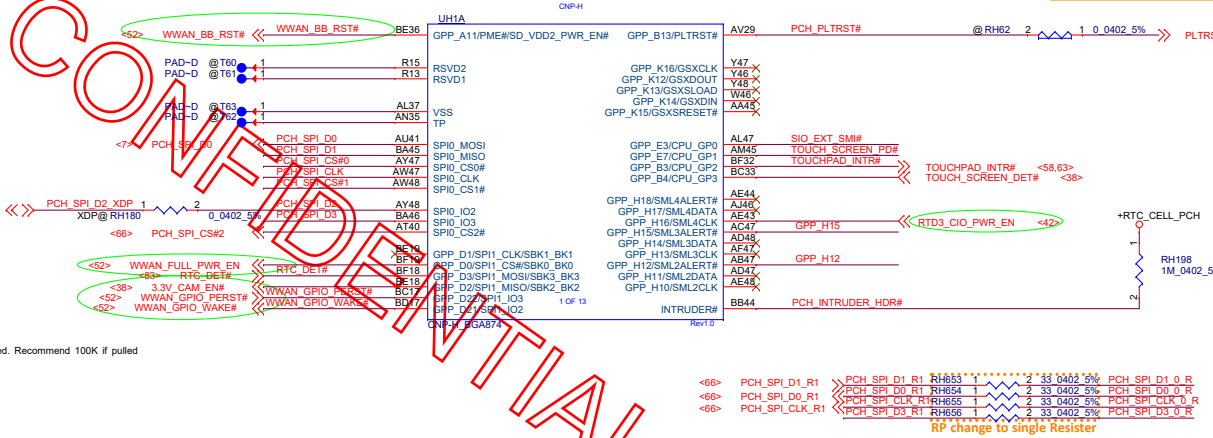 CNP-H
UH1A
<52> WWAN_BB_RST# WWAN_BB_RST# BE36 GPP_A11/PME#/SD_VDD2_PWR_EN# GPP_B13/PLTRST# AV29 PCH_PLTRST# @RH62 2 1 0_0402_5% PLTRS
PAD~D @T60 1 R15 RSVD2
PAD~D @T61 1 R13 RSVD1
GPP_K16/GSXCLK Y47
GPP_K12/GSXDOUT Y46
GPP_K13/GSXSLOAD Y48
GPP_K14/GSXDIN W46
GPP_K15/GSXSRESET# AA45
PAD~D @T63 1 AL37 VSS
PAD~D @T62 1 AN35 TP
<7> PCH_SPI_D0 PCH_SPI_D0 AU41 SPI0_MOSI GPP_E3/CPU_GP0 AL47 SIO_EXT_SMI#
PCH_SPI_D1 BA45 SPI0_MISO GPP_E7/CPU_GP1 AM45 TOUCH_SCREEN_PD#
PCH_SPI_CS#0 AY47 SPI0_CS0# GPP_B3/CPU_GP2 BF32 TOUCHPAD_INTR# TOUCHPAD_INTR# <58,63>
PCH_SPI_CLK AW47 SPI0_CLK GPP_B4/CPU_GP3 BC33 TOUCH_SCREEN_DET# <38>
PCH_SPI_CS#1 AW48 SPI0_CS1#
PCH_SPI_D2_XDP 1 2 PCH_SPI_D2 AY48 SPI0_IO2
XDP@ RH180 0_0402_5% PCH_SPI_D3 BA46 SPI0_IO3
<66> PCH_SPI_CS#2 AT40 SPI0_CS2#
GPP_H18/SML4ALERT# AE44
GPP_H17/SML4DATA AJ46
GPP_H16/SML4CLK AE43 RTD3_CIO_PWR_EN <42>
GPP_H15/SML3ALERT# AC47 GPP_H15
GPP_H14/SML3DATA AD48
GPP_H13/SML3CLK AF47
GPP_H12/SML2ALERT# AB47 GPP_H12
GPP_H11/SML2DATA AD47
GPP_H10/SML2CLK AE48
+RTC_CELL_PCH
1
RH198
1M_0402_5
2
BE19 GPP_D1/SPI1_CLK/SBK1_BK1
<52> WWAN_FULL_PWR_EN BF19 GPP_D0/SPI1_CS#/SBK0_BK0
<83> RTC_DET# RTC_DET# BF18 GPP_D3/SPI1_MOSI/SBK3_BK3
<38> 3.3V_CAM_EN# BE18 GPP_D2/SPI1_MISO/SBK2_BK2
<52> WWAN_GPIO_PERST# WWAN_GPIO_PERST# BC17 GPP_D22/SPI1_IO3
<52> WWAN_GPIO_WAKE# WWAN_GPIO_WAKE# BD17 GPP_D21/SPI1_IO2
1 OF 13
INTRUDER# BB44 PCH_INTRUDER_HDR#
CNP-H_BGA874 Rev1.0
ed. Recommend 100K if pulled
<66> PCH_SPI_D1_R1 PCH_SPI_D1_R1 RH653 1 2 33_0402_5% PCH_SPI_D1_0_R
<66> PCH_SPI_D0_R1 PCH_SPI_D0_R1 RH654 1 2 33_0402_5% PCH_SPI_D0_0_R
<66> PCH_SPI_CLK_R1 PCH_SPI_CLK_R1 RH655 1 2 33_0402_5% PCH_SPI_CLK_0_R
PCH_SPI_D3_R1 RH656 1 2 33_0402_5% PCH_SPI_D3_0_R
RP change to single Resister
CONFIDENTIAL